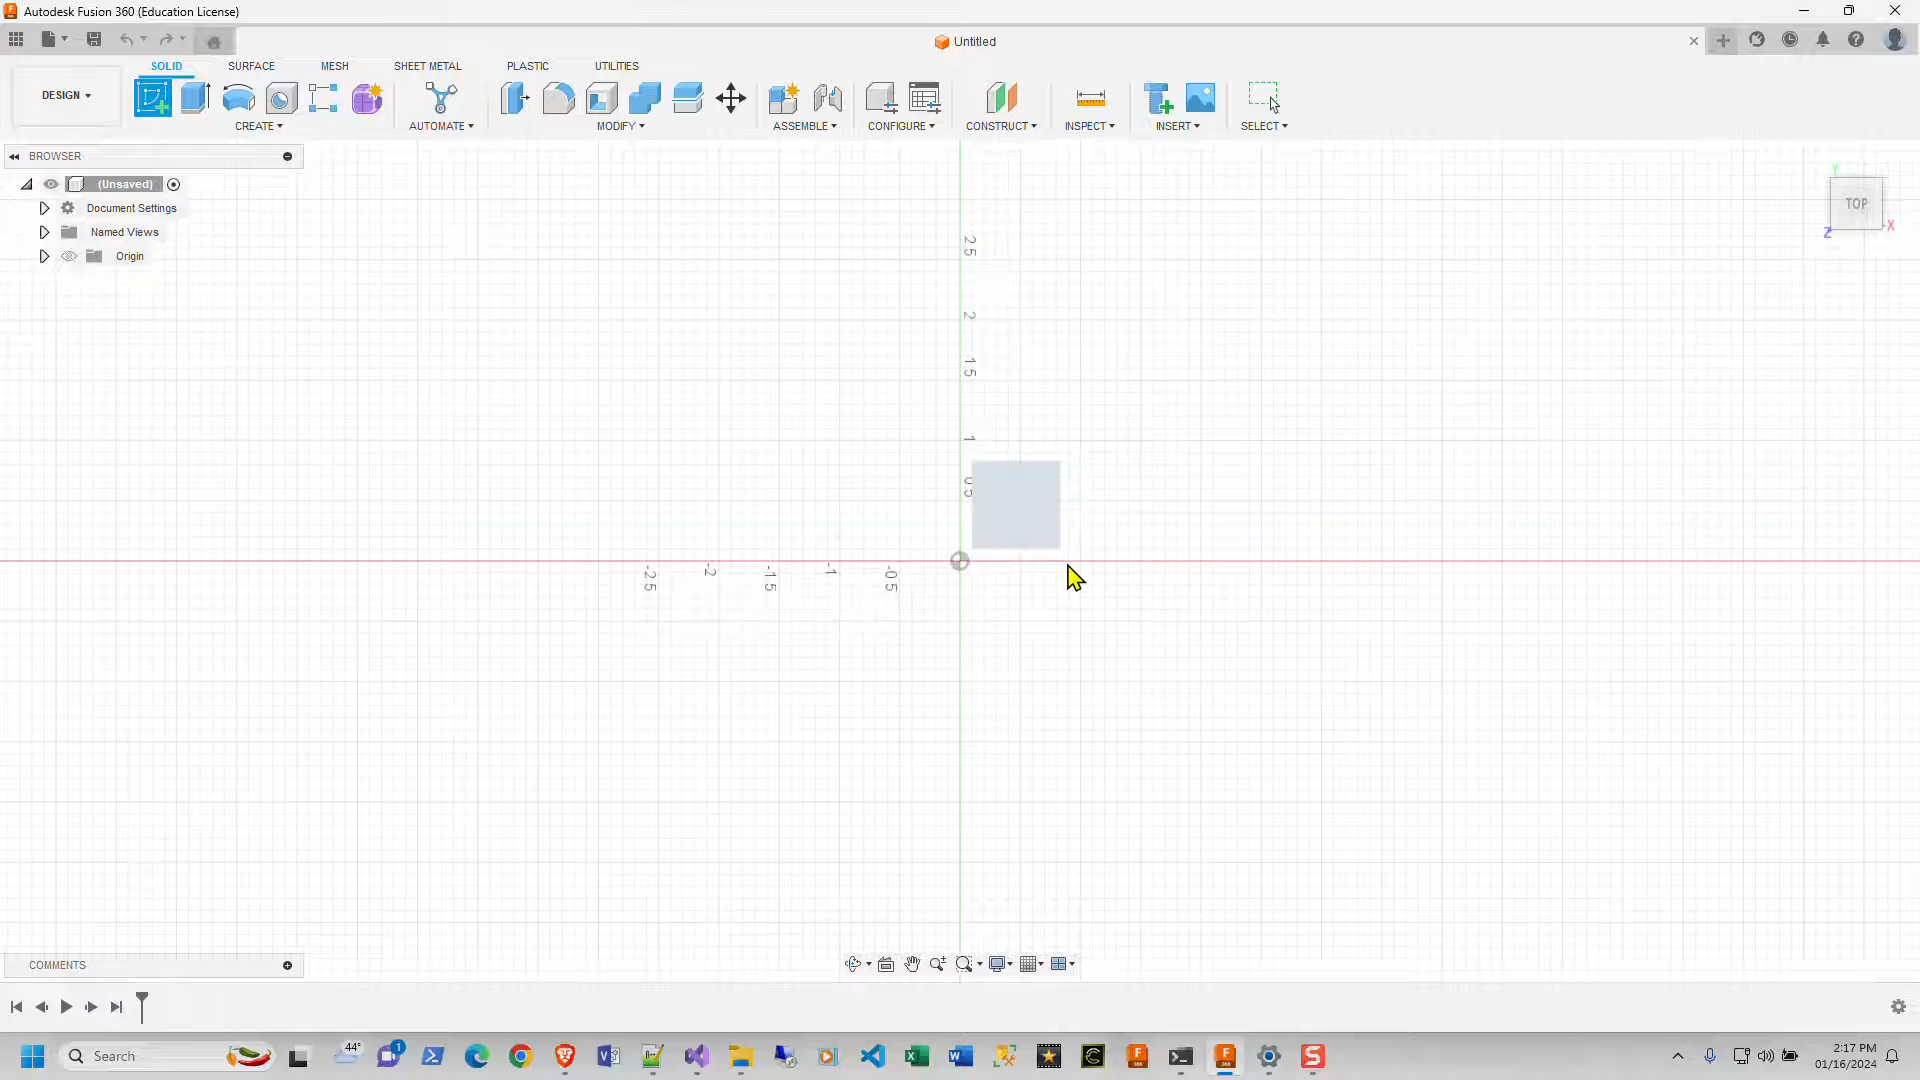 Autodesk Fusion 360 (Education License)
Untitled
SOLID SURFACE MESH SHEET METAL PLASTIC UTILITIES
DESIGN
CREATE AUTOMATE MODIFY ASSEMBLE CONFIGURE CONSTRUCT INSPECT INSERT SELECT
BROWSER
(Unsaved)
Document Settings
Named Views
Origin
Y
TOP
X
Z
2.5
2
1.5
1
0.5
-2.5 -2 -1.5 -1 -0.5
COMMENTS
Search
44°
1
2:17 PM
01/16/2024